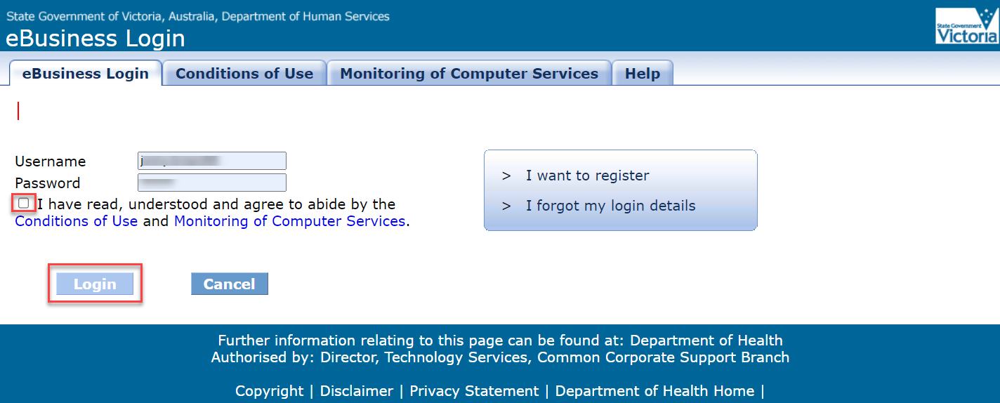 State Government of Victoria, Australia, Department of Human Services
eBusiness Login
State Government
Victoria
eBusiness Login
Conditions of Use
Monitoring of Computer Services
Help
Username
Password
I have read, understood and agree to abide by the
Conditions of Use and Monitoring of Computer Services.
> I want to register
> I forgot my login details
Login
Cancel
Further information relating to this page can be found at: Department of Health
Authorised by: Director, Technology Services, Common Corporate Support Branch
Copyright | Disclaimer | Privacy Statement | Department of Health Home |